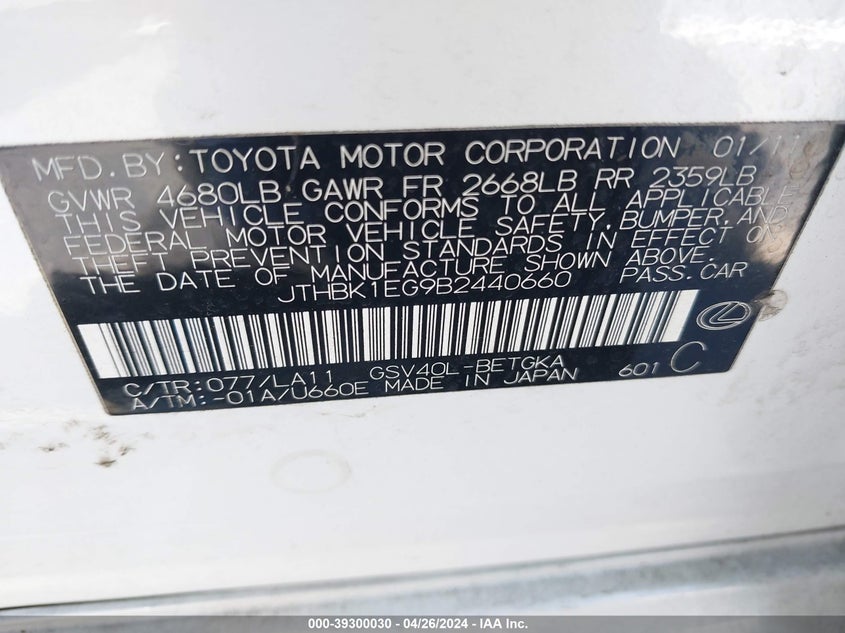 MFD. BY: TOYOTA MOTOR CORPORATION 01/11
GVWR 4680LB GAWR FR 2668LB RR 2359LB
THIS VEHICLE CONFORMS TO ALL APPLICABLE
FEDERAL MOTOR VEHICLE SAFETY, BUMPER, AND
THEFT PREVENTION STANDARDS IN EFFECT ON
THE DATE OF MANUFACTURE SHOWN ABOVE.
JTHBK1EG9B2440660 PASS. CAR
C/TR: 077/LA11 GSV40L-BETGKA
A/TM: -01A/U660E MADE IN JAPAN 601 C
000-39300030 - 04/26/2024 - IAA Inc.